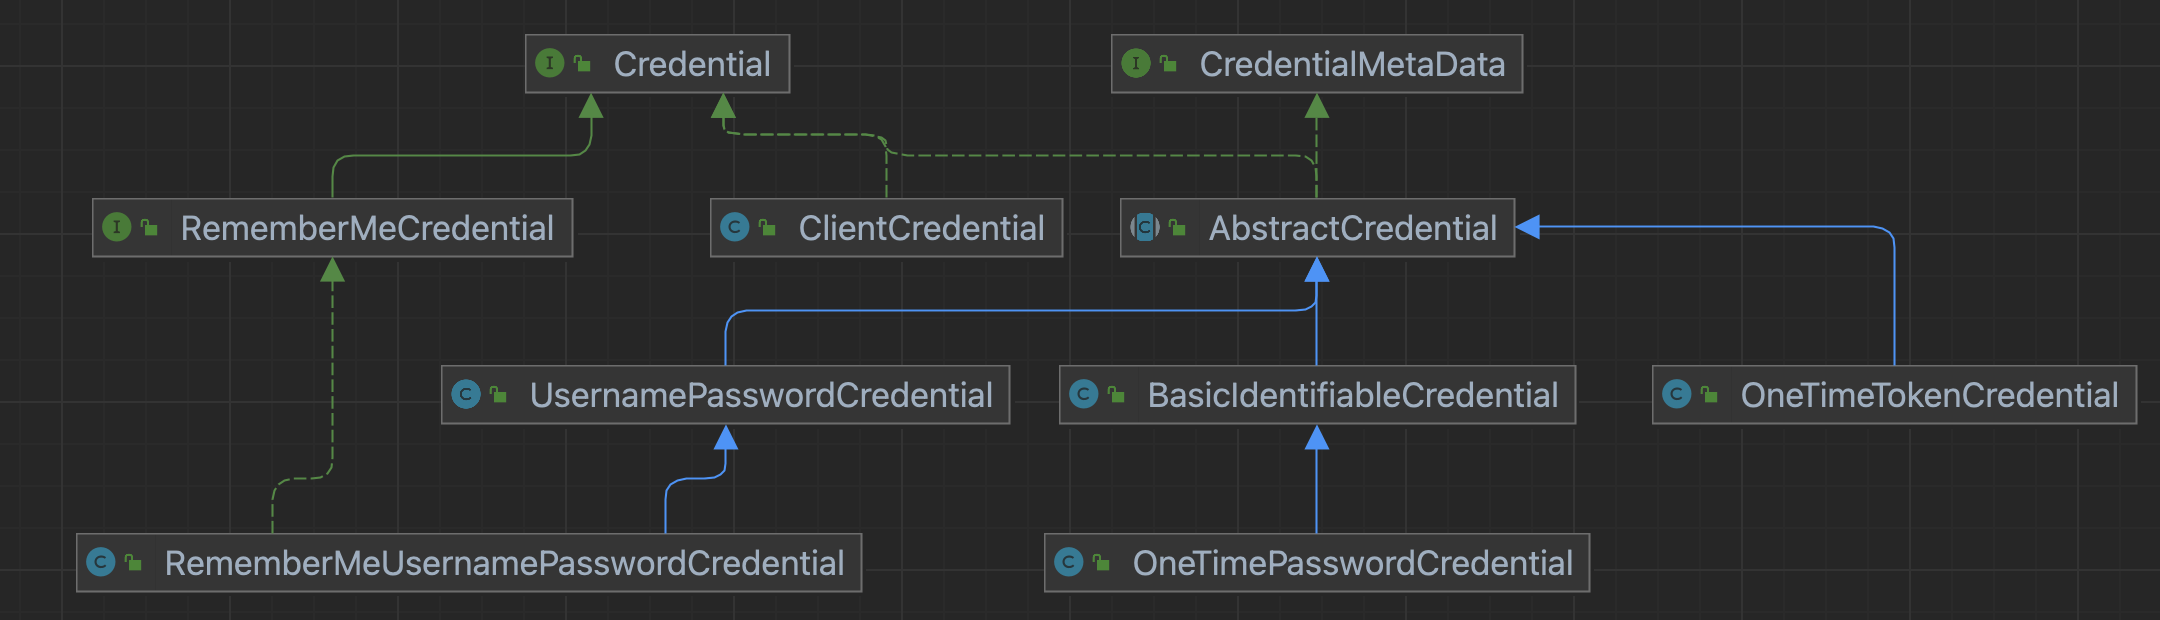 I Credential
I CredentialMetaData
I RememberMeCredential
C ClientCredential
C AbstractCredential
C UsernamePasswordCredential
C BasicIdentifiableCredential
C OneTimeTokenCredential
C RememberMeUsernamePasswordCredential
C OneTimePasswordCredential